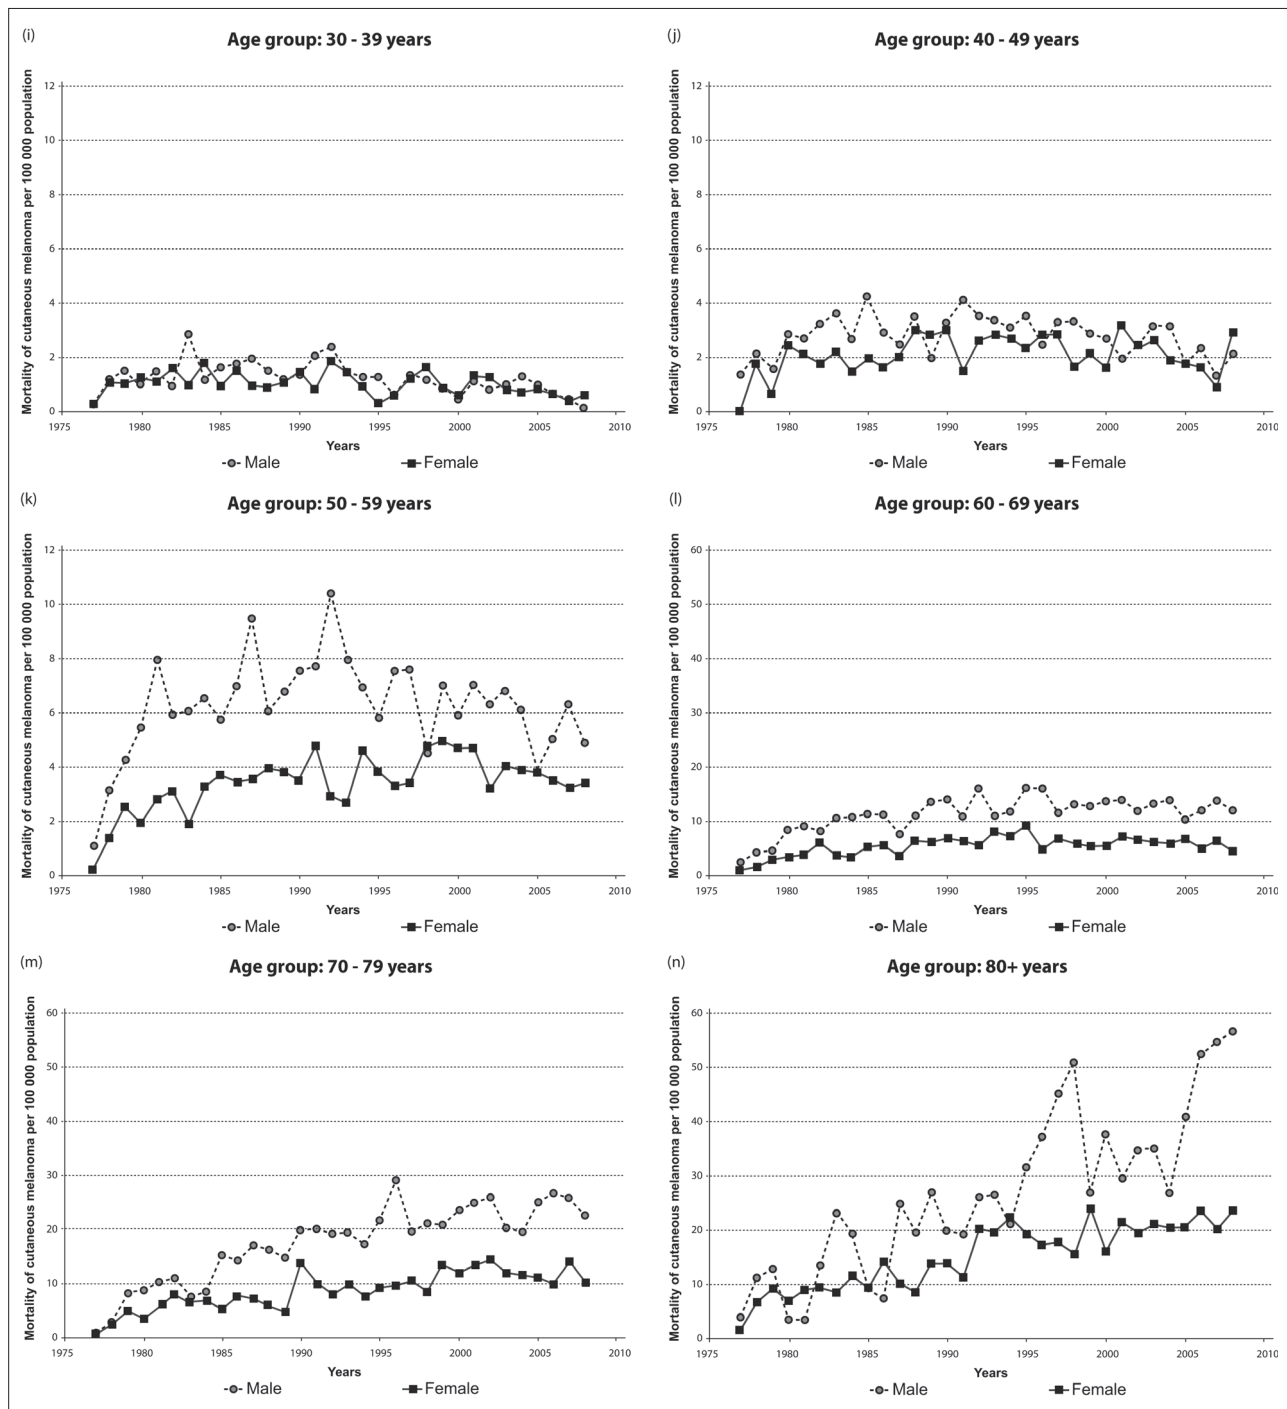 (i)
Age group: 30 - 39 years
Mortality of cutaneous melanoma per 100 000 population
12
10
8
6
4
2
0
1975 1980 1985 1990 1995 2000 2005 2010
Years
Male Female
(j)
Age group: 40 - 49 years
Mortality of cutaneous melanoma per 100 000 population
12
10
8
6
4
2
0
1975 1980 1985 1990 1995 2000 2005 2010
Years
Male Female
(k)
Age group: 50 - 59 years
Mortality of cutaneous melanoma per 100 000 population
12
10
8
6
4
2
0
1975 1980 1985 1990 1995 2000 2005 2010
Years
Male Female
(l)
Age group: 60 - 69 years
Mortality of cutaneous melanoma per 100 000 population
60
50
40
30
20
10
0
1975 1980 1985 1990 1995 2000 2005 2010
Years
Male Female
(m)
Age group: 70 - 79 years
Mortality of cutaneous melanoma per 100 000 population
60
50
40
30
20
10
0
1975 1980 1985 1990 1995 2000 2005 2010
Years
Male Female
(n)
Age group: 80+ years
Mortality of cutaneous melanoma per 100 000 population
60
50
40
30
20
10
0
1975 1980 1985 1990 1995 2000 2005 2010
Years
Male Female